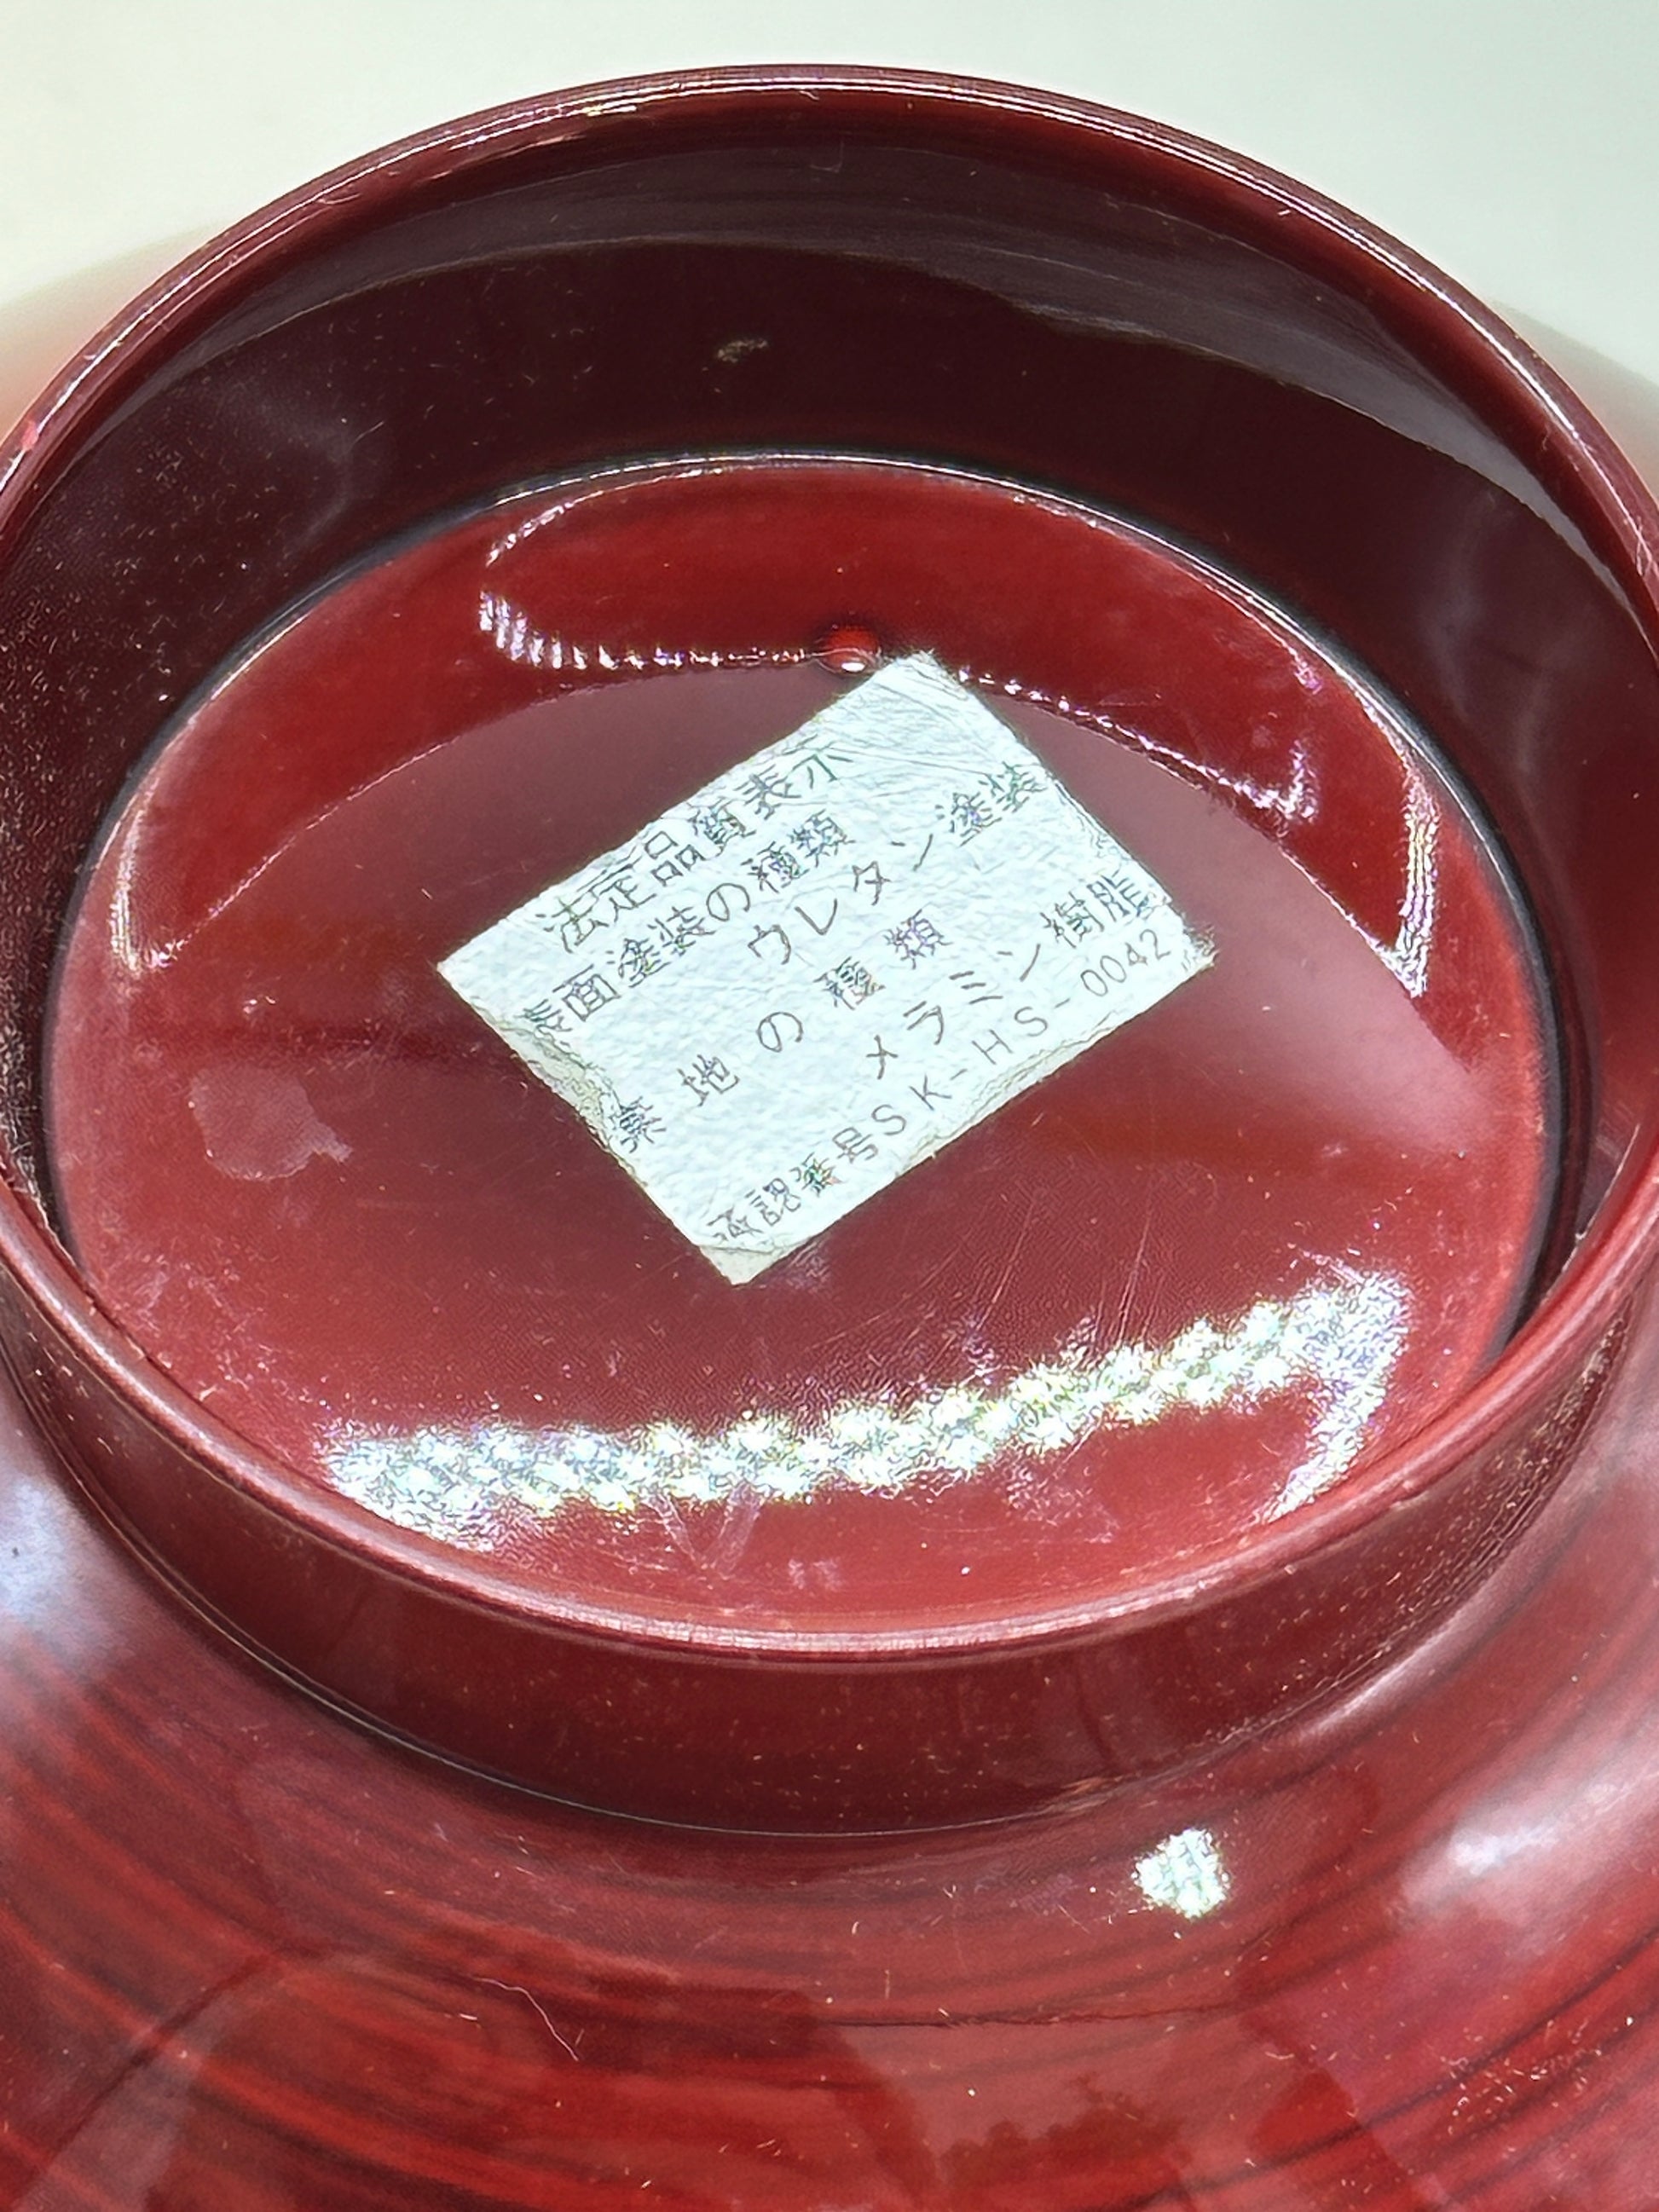 法定品質表示
表面塗装の種類
ウレタン塗装
素地の種類
メラミン樹脂
承認番号SK-HS-0042